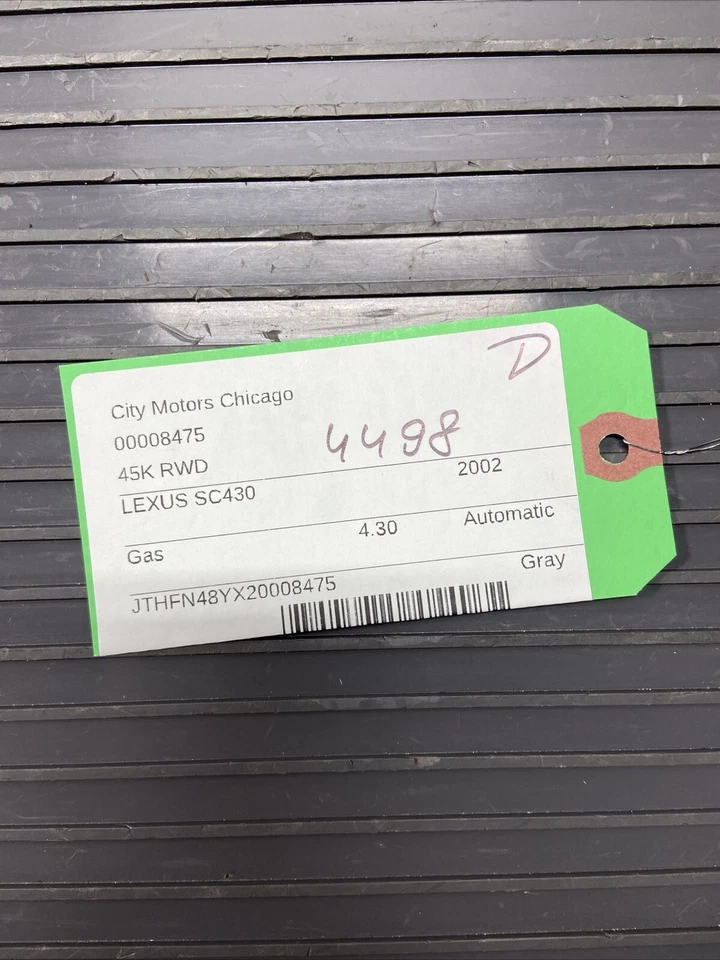 D
City Motors Chicago
00008475
4498
45K RWD
LEXUS SC430 2002
Gas 4.30 Automatic
JTHFN48YX20008475 Gray